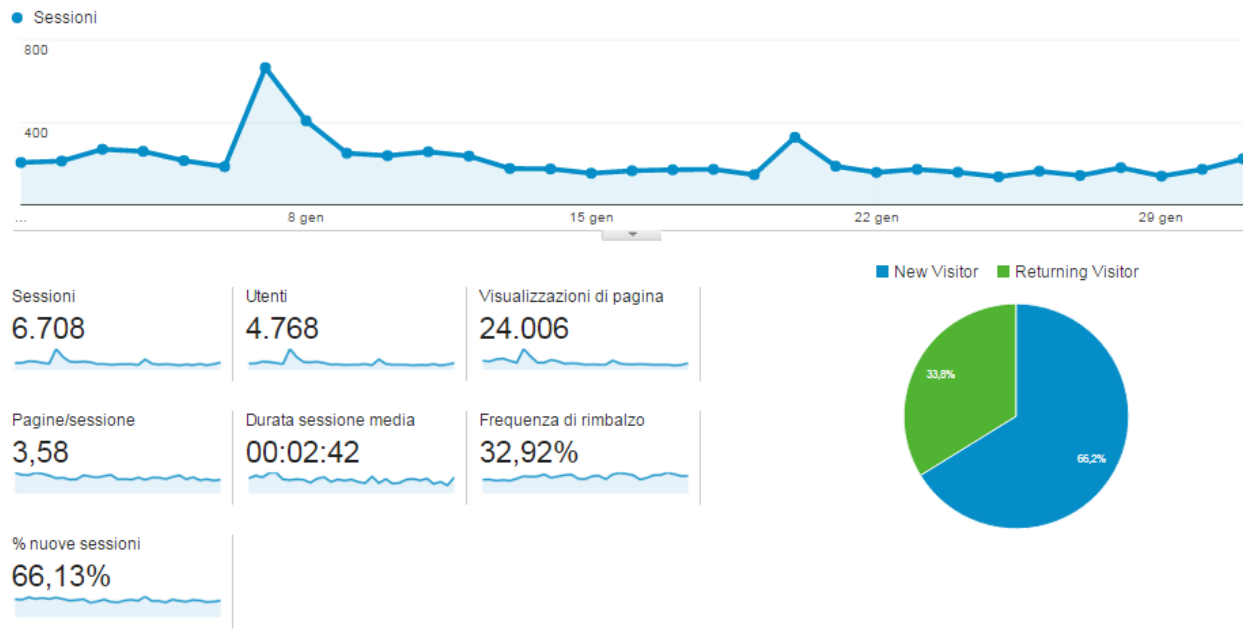 Sessioni
800
400
... 8 gen 15 gen 22 gen 29 gen
New Visitor Returning Visitor
Sessioni Utenti Visualizzazioni di pagina
6.708 4.768 24.006
33,8%
66,2%
Pagine/sessione Durata sessione media Frequenza di rimbalzo
3,58 00:02:42 32,92%
% nuove sessioni
66,13%